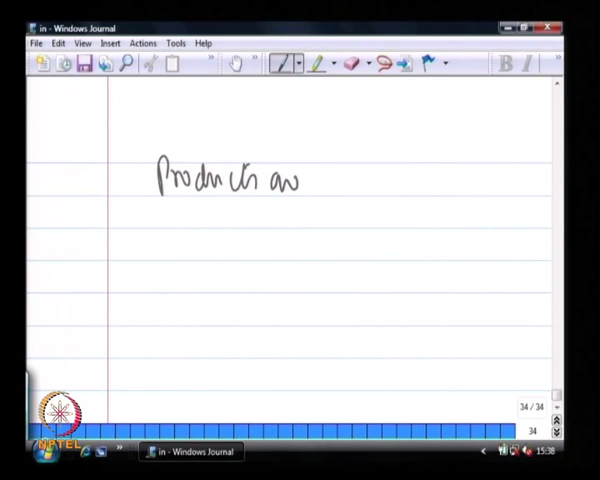 in - Windows Journal
File Edit View Insert Actions Tools Help
B I
Products
34 / 34
34
NPTEL
in - Windows Journal
15:38